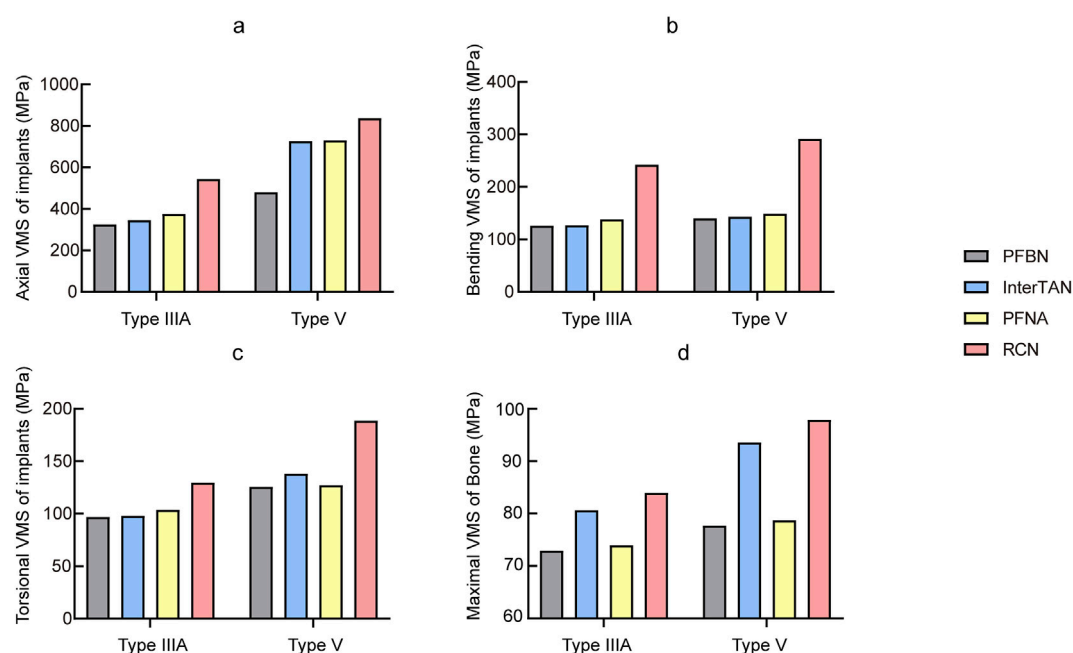 a
Axial VMS of implants (MPa)
1000
800
600
400
200
0
Type IIIA
Type V
b
Bending VMS of implants (MPa)
400
300
200
100
0
Type IIIA
Type V
PFBN
InterTAN
PFNA
RCN
c
Torsional VMS of implants (MPa)
200
150
100
50
0
Type IIIA
Type V
d
Maximal VMS of Bone (MPa)
100
90
80
70
60
Type IIIA
Type V